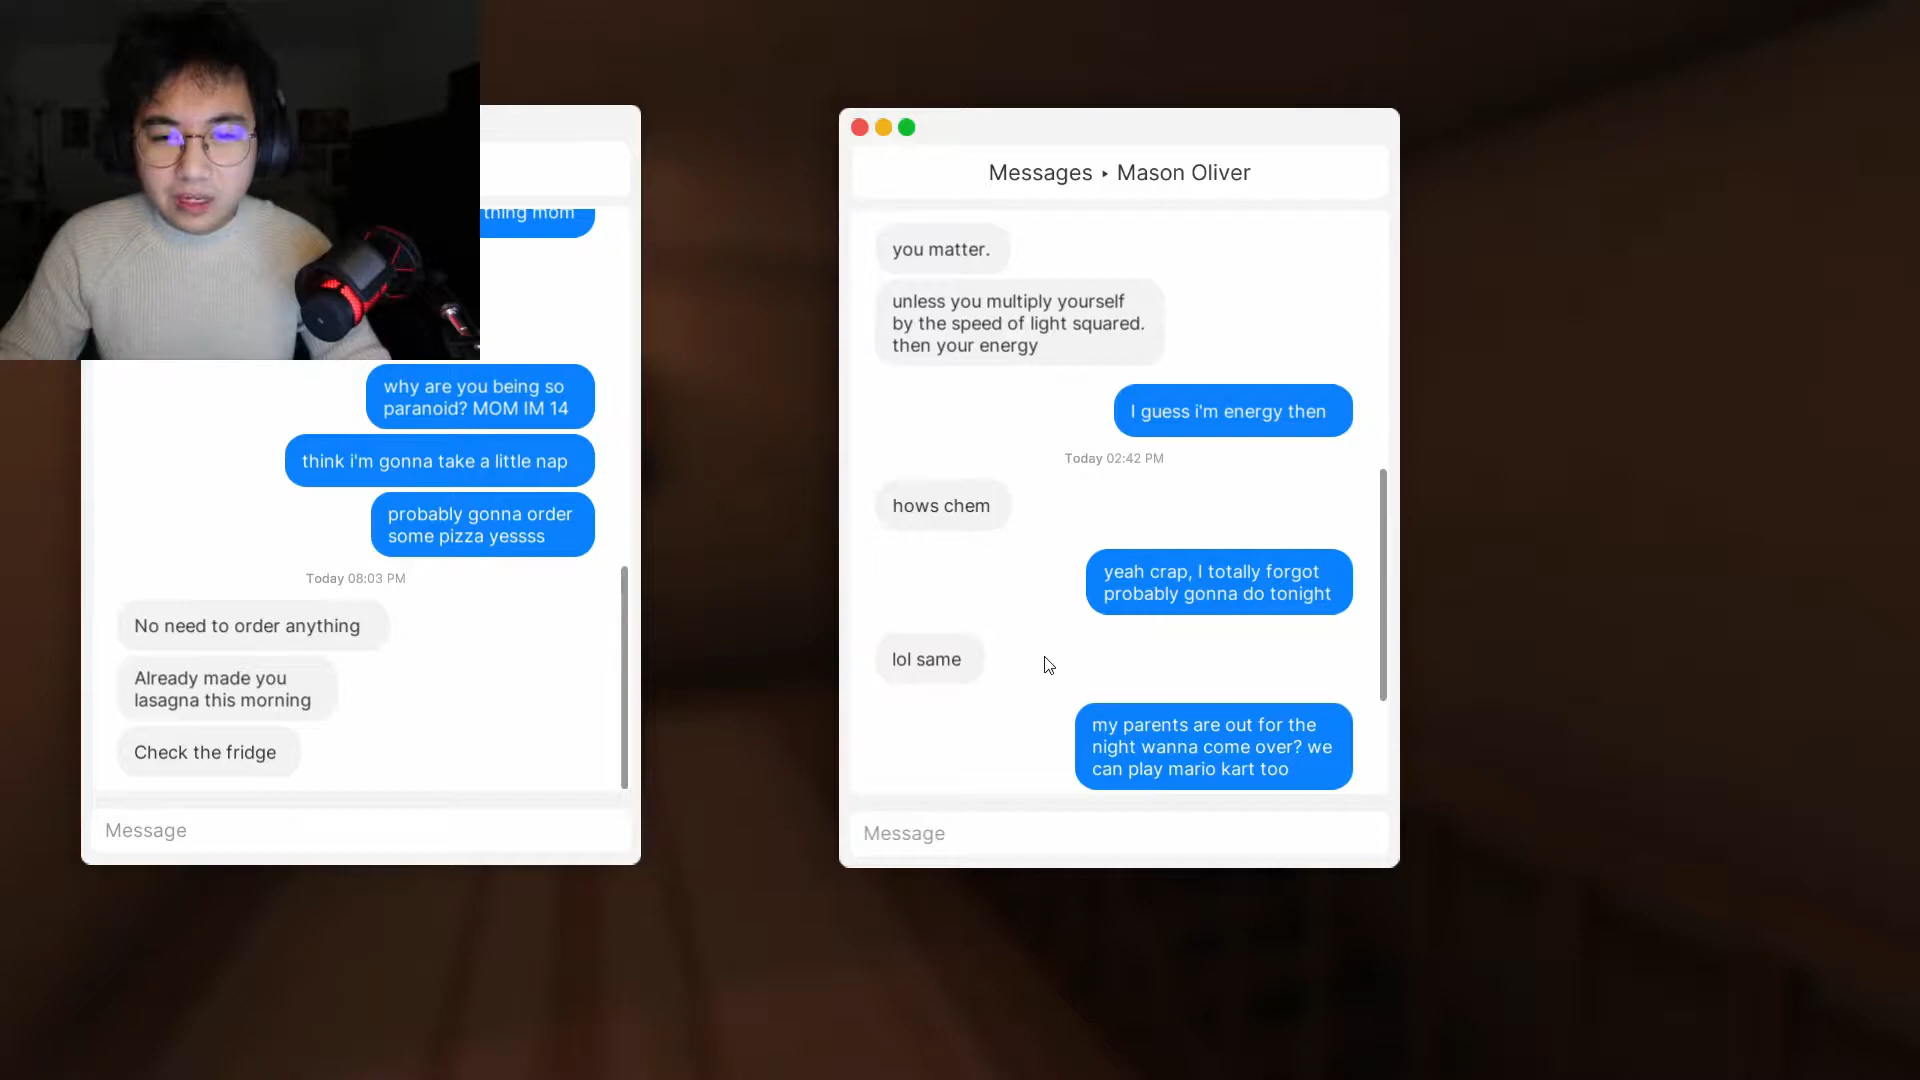 thing mom
why are you being so
paranoid? MOM IM 14
think i'm gonna take a little nap
probably gonna order
some pizza yessss
Today 08:03 PM
No need to order anything
Already made you
lasagna this morning
Check the fridge
Message
Messages ▸ Mason Oliver
you matter.
unless you multiply yourself
by the speed of light squared.
then your energy
I guess i'm energy then
Today 02:42 PM
hows chem
yeah crap, I totally forgot
probably gonna do tonight
lol same
my parents are out for the
night wanna come over? we
can play mario kart too
Message